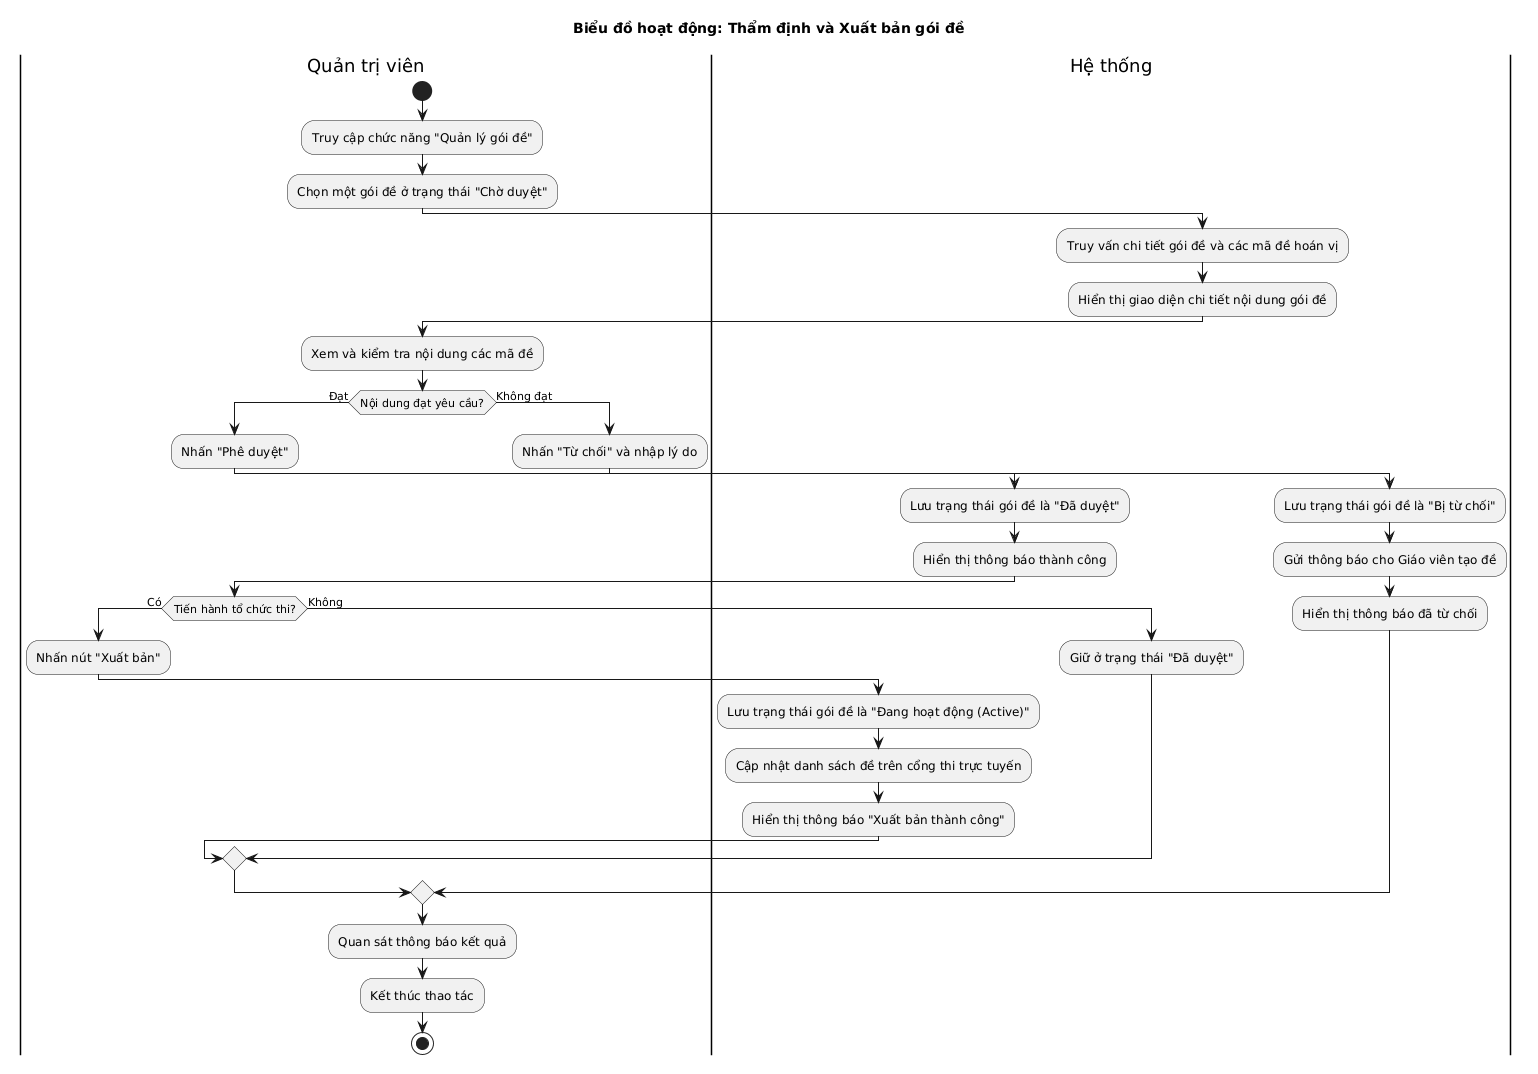 Biểu đồ hoạt động: Thẩm định và Xuất bản gói đề
Quản trị viên
Hệ thống
Truy cập chức năng "Quản lý gói đề"
Chọn một gói đề ở trạng thái "Chờ duyệt"
Truy vấn chi tiết gói đề và các mã đề hoán vị
Hiển thị giao diện chi tiết nội dung gói đề
Xem và kiểm tra nội dung các mã đề
Đạt
Nội dung đạt yêu cầu?
Không đạt
Nhấn "Phê duyệt"
Nhấn "Từ chối" và nhập lý do
Lưu trạng thái gói đề là "Đã duyệt"
Lưu trạng thái gói đề là "Bị từ chối"
Hiển thị thông báo thành công
Gửi thông báo cho Giáo viên tạo đề
Có
Tiến hành tổ chức thi?
Không
Hiển thị thông báo đã từ chối
Nhấn nút "Xuất bản"
Giữ ở trạng thái "Đã duyệt"
Lưu trạng thái gói đề là "Đang hoạt động (Active)"
Cập nhật danh sách đề trên cổng thi trực tuyến
Hiển thị thông báo "Xuất bản thành công"
Quan sát thông báo kết quả
Kết thúc thao tác